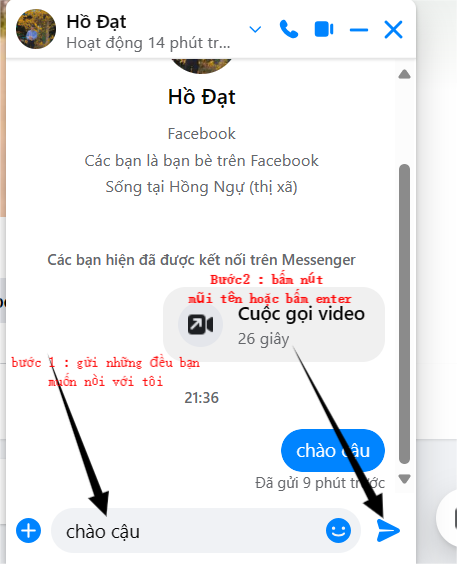 Hồ Đạt
Hoạt động 14 phút tr...
Hồ Đạt
Facebook
Các bạn là bạn bè trên Facebook
Sống tại Hồng Ngự (thị xã)
Các bạn hiện đã được kết nối trên Messenger
Bước2 : bấm nút
mũi tên hoặc bấm enter
Cuộc gọi video
26 giây
bước 1 : gửi những đều bạn
muốn nòi với tôi
21:36
chào cậu
Đã gửi 9 phút trước
chào cậu